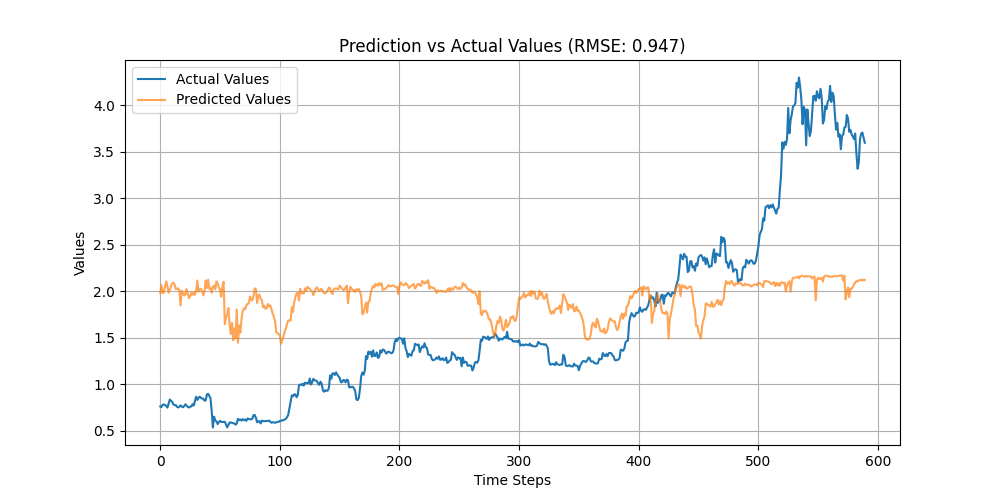 Prediction vs Actual Values (RMSE: 0.947)
Actual Values
Predicted Values
Values
4.0
3.5
3.0
2.5
2.0
1.5
1.0
0.5
0 100 200 300 400 500 600
Time Steps